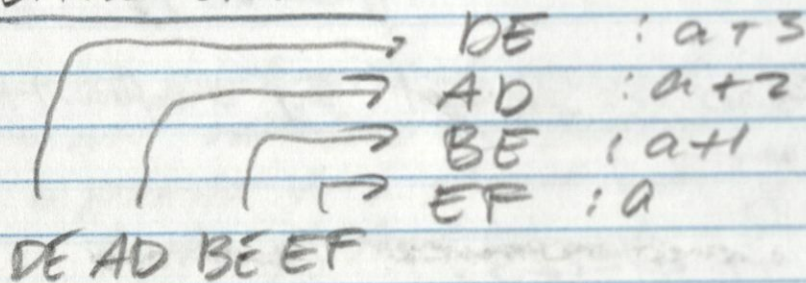 DE : a+3
AD : a+2
BE : a+1
EF : a
DE AD BE EF